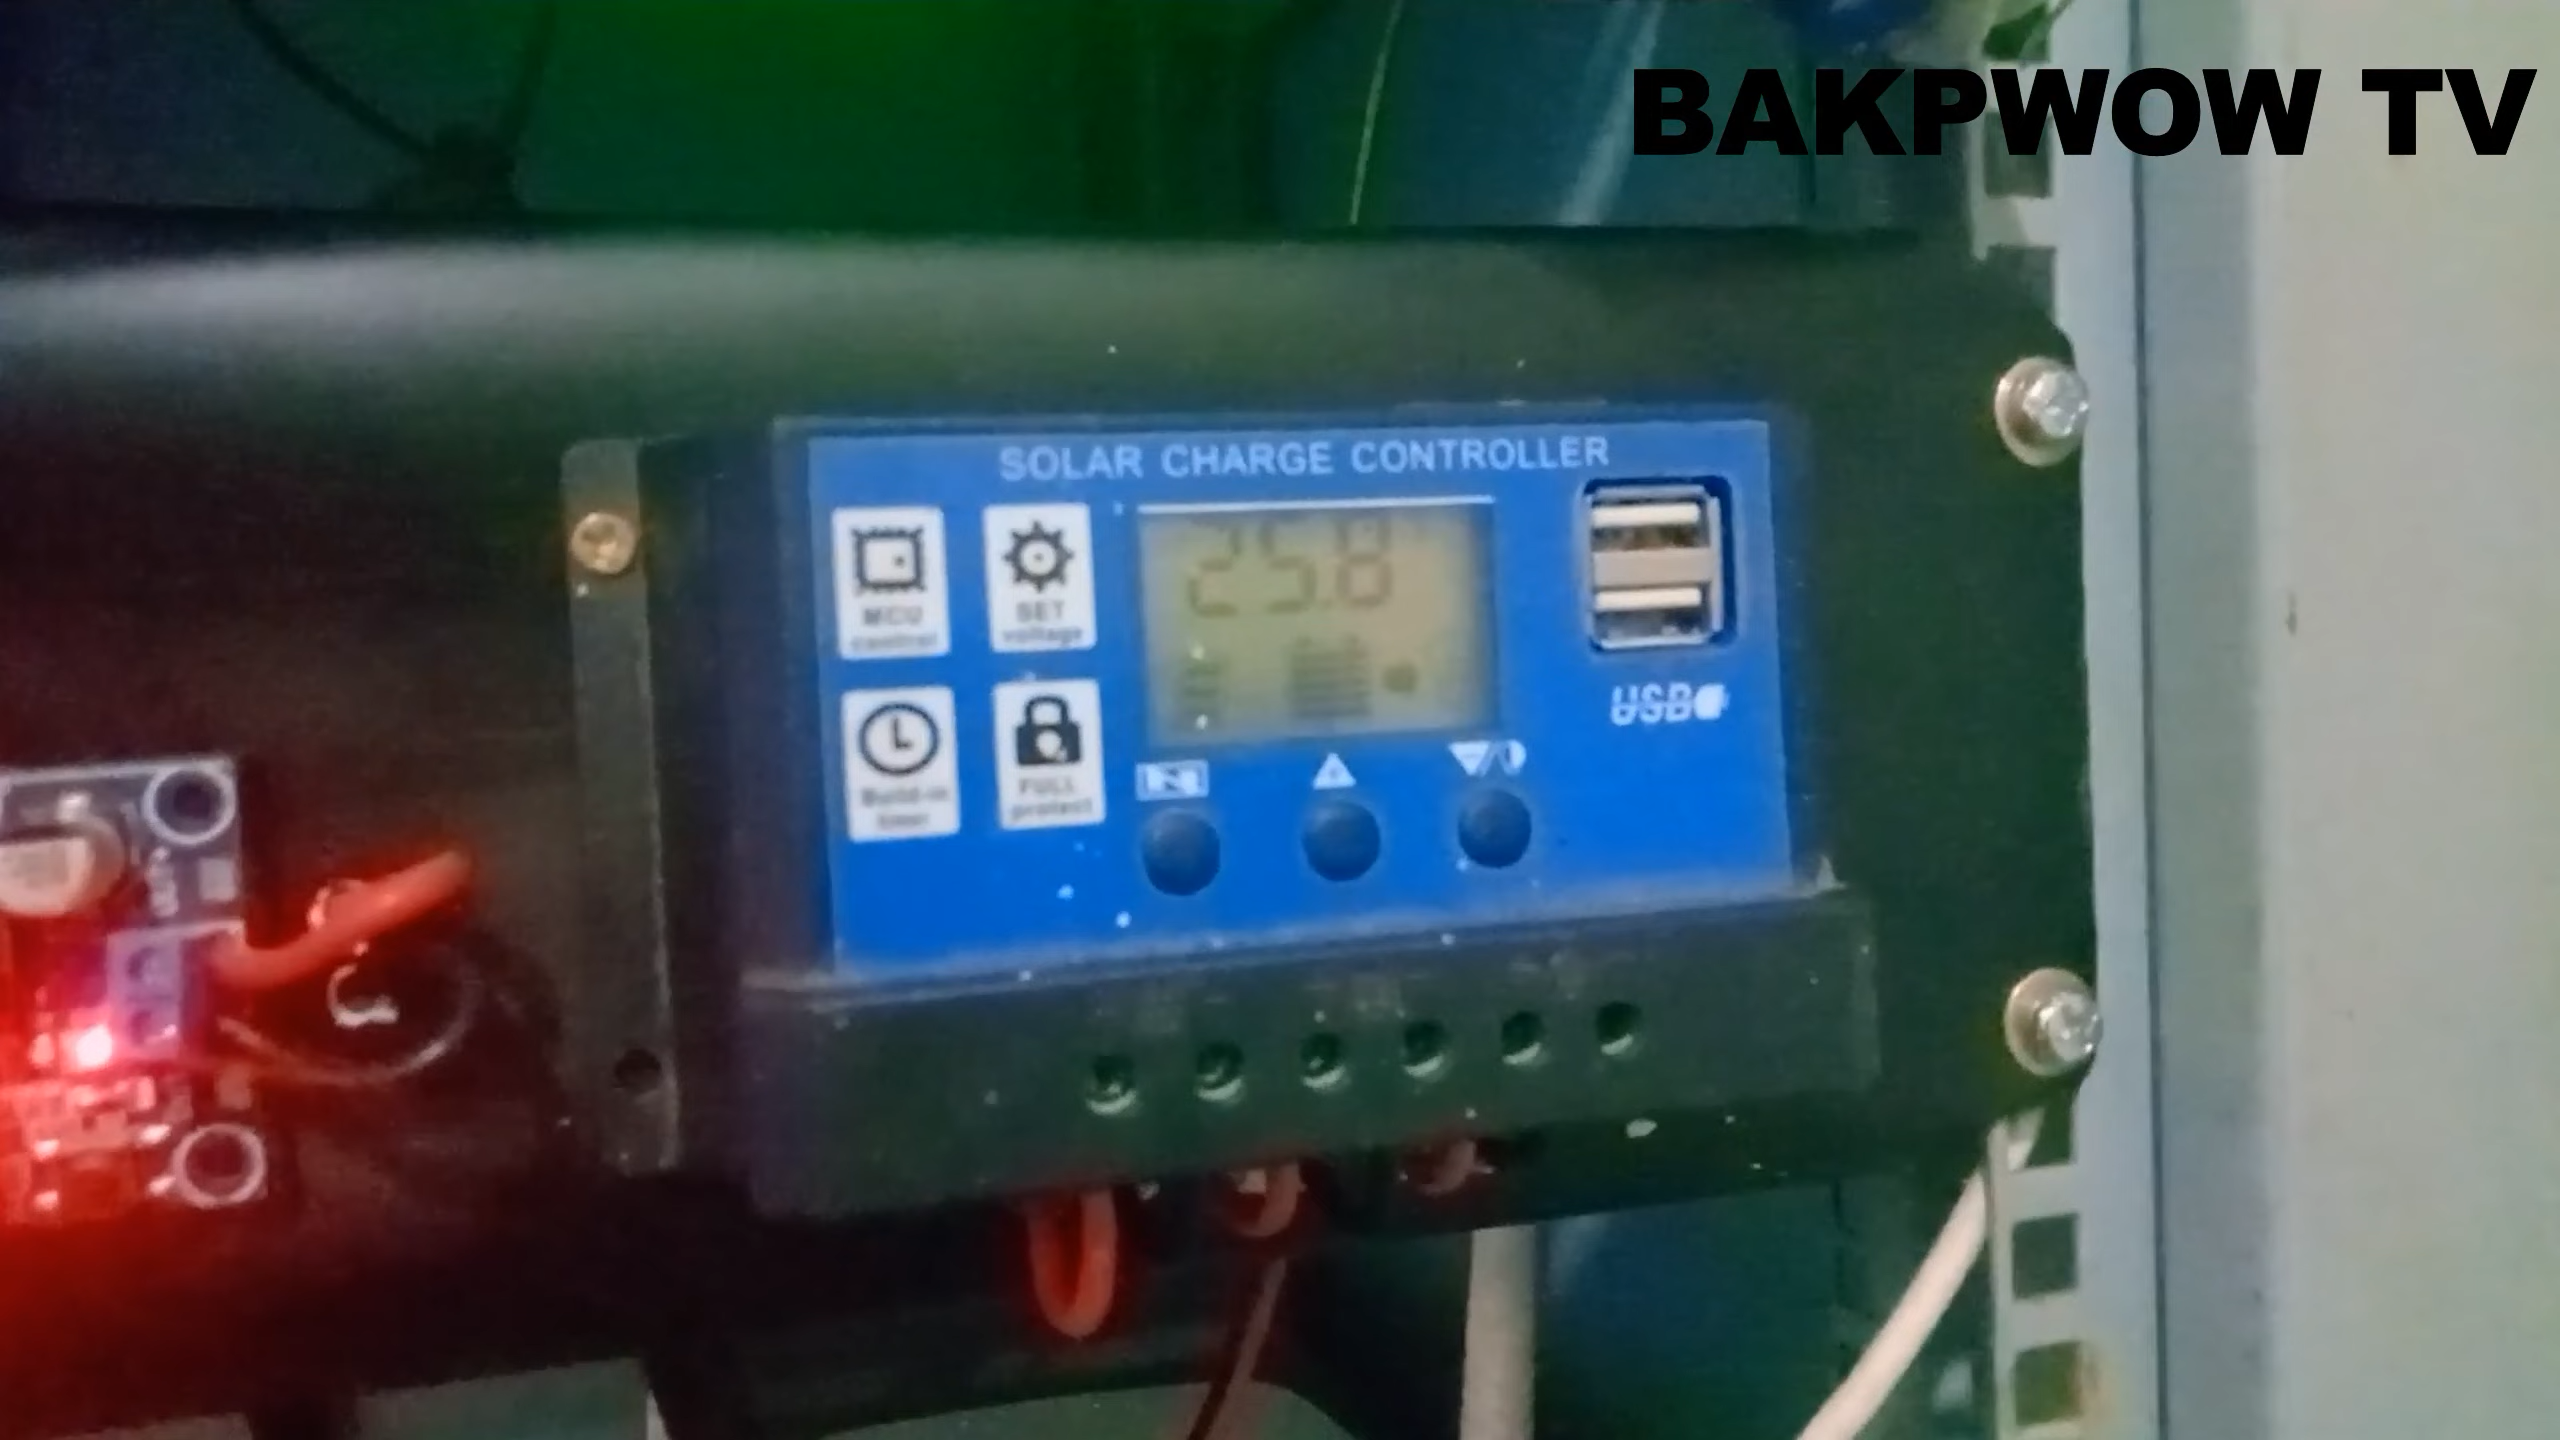 BAKPWOW TV
SOLAR CHARGE CONTROLLER
25.8
MCU
control
SET
voltage
USB
Build-in
timer
FULL
protect